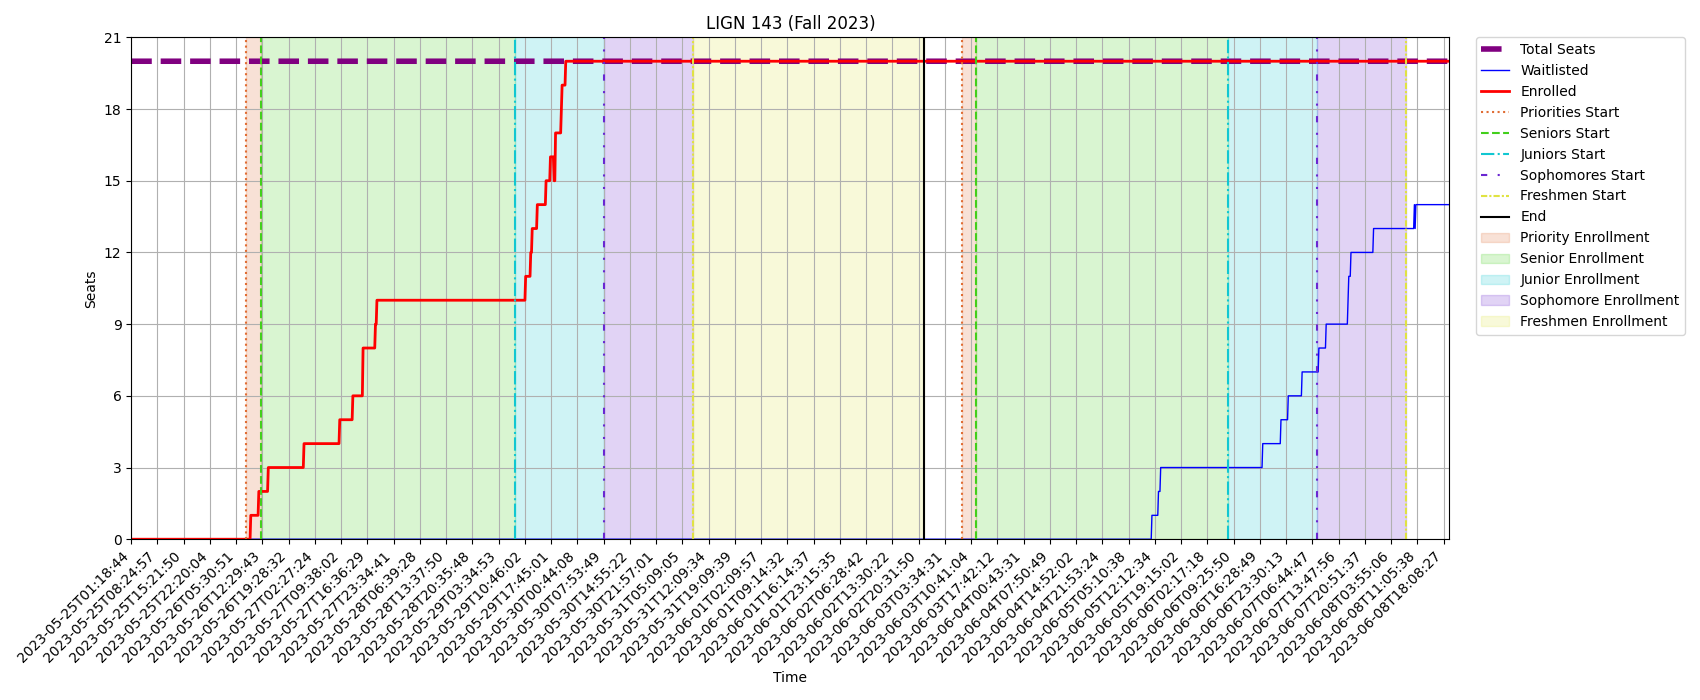 LIGN 143 (Fall 2023)
21
18
15
12
9
6
3
0
Seats
2023-05-25T01:18:44
2023-05-25T08:24:57
2023-05-25T15:21:50
2023-05-25T22:20:04
2023-05-26T05:30:51
2023-05-26T12:29:43
2023-05-26T19:28:32
2023-05-27T02:27:24
2023-05-27T09:38:02
2023-05-27T16:36:29
2023-05-27T23:34:41
2023-05-28T06:39:28
2023-05-28T13:37:50
2023-05-28T20:35:48
2023-05-29T03:34:53
2023-05-29T10:46:02
2023-05-29T17:45:01
2023-05-30T00:44:08
2023-05-30T07:53:49
2023-05-30T14:55:22
2023-05-30T21:57:01
2023-05-31T05:09:05
2023-05-31T12:09:34
2023-05-31T19:09:39
2023-06-01T02:09:57
2023-06-01T09:14:32
2023-06-01T16:14:37
2023-06-01T23:15:35
2023-06-02T06:28:42
2023-06-02T13:30:22
2023-06-02T20:31:50
2023-06-03T03:34:31
2023-06-03T10:41:04
2023-06-03T17:42:12
2023-06-04T00:43:31
2023-06-04T07:50:49
2023-06-04T14:52:02
2023-06-04T21:53:24
2023-06-05T05:10:38
2023-06-05T12:12:34
2023-06-05T19:15:02
2023-06-06T02:17:18
2023-06-06T09:25:50
2023-06-06T16:28:49
2023-06-06T23:30:13
2023-06-07T06:44:47
2023-06-07T13:47:56
2023-06-07T20:51:37
2023-06-08T03:55:06
2023-06-08T11:05:38
2023-06-08T18:08:27
Time
Total Seats
Waitlisted
Enrolled
Priorities Start
Seniors Start
Juniors Start
Sophomores Start
Freshmen Start
End
Priority Enrollment
Senior Enrollment
Junior Enrollment
Sophomore Enrollment
Freshmen Enrollment